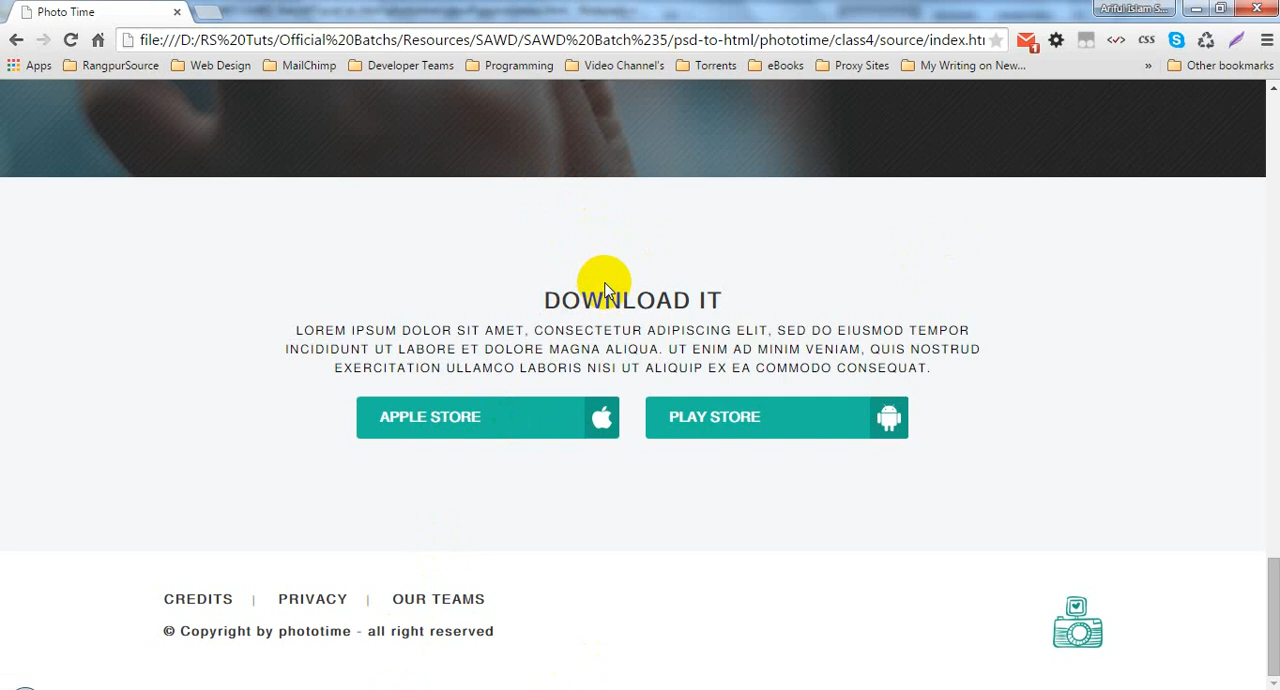 Photo Time
Ariful Islam S...
file:///D:/RS%20Tuts/Official%20Batchs/Resources-SAWD/SAWD%20Batch%235/psd-to-html/phototime/class4/source/index.ht
1
CSS
Apps RangpurSource Web Design MailChimp Developer Teams Programming Video Channel's Torrents eBooks Proxy Sites My Writing on New... » Other bookmarks
DOWNLOAD IT
LOREM IPSUM DOLOR SIT AMET, CONSECTETUR ADIPISCING ELIT, SED DO EIUSMOD TEMPOR
INCIDIDUNT UT LABORE ET DOLORE MAGNA ALIQUA. UT ENIM AD MINIM VENIAM, QUIS NOSTRUD
EXERCITATION ULLAMCO LABORIS NISI UT ALIQUIP EX EA COMMODO CONSEQUAT.
APPLE STORE PLAY STORE
CREDITS | PRIVACY | OUR TEAMS
© Copyright by phototime - all right reserved